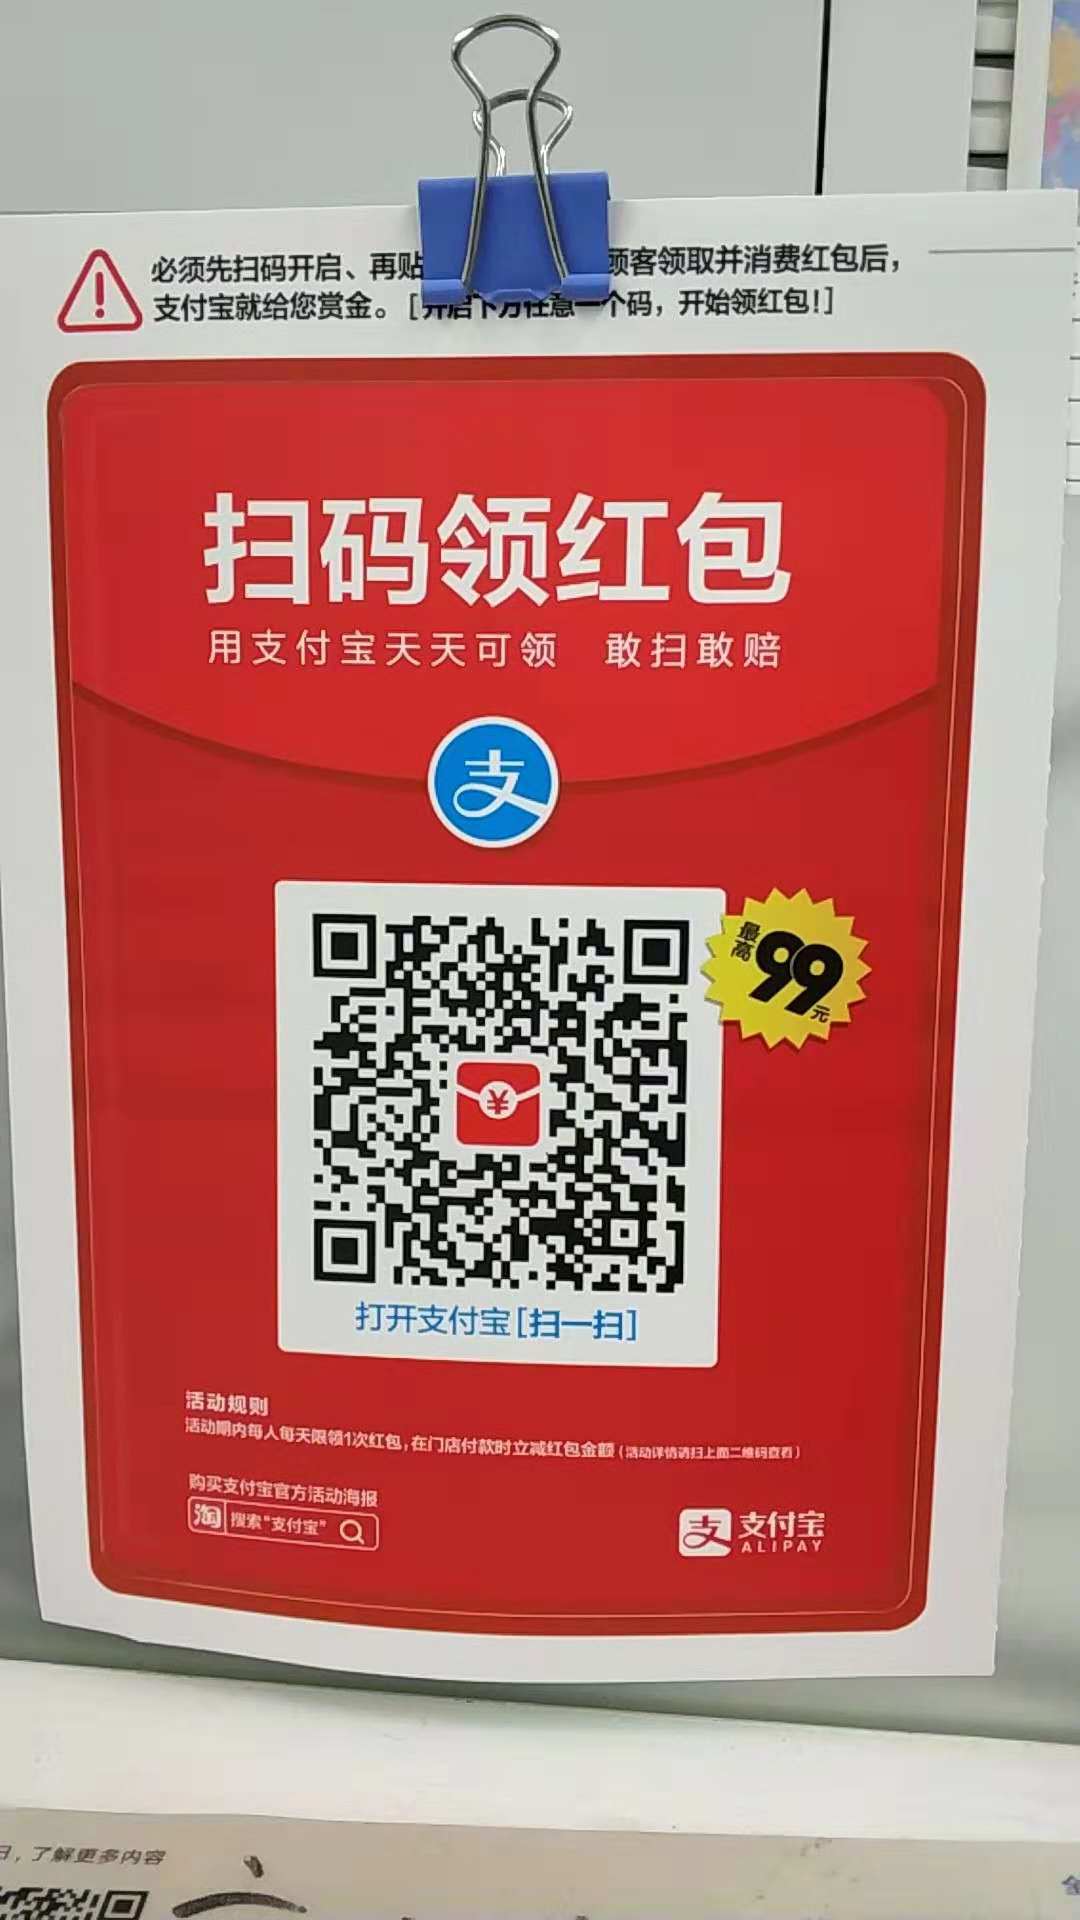 必须先扫码开启、再贴 顾客领取并消费红包后，
支付宝就给您赏金。[开启下方任意一个码，开始领红包!]
扫码领红包
用支付宝天天可领 敢扫敢赔
支
最高99元
打开支付宝[扫一扫]
活动规则
活动期内每人每天限领1次红包，在门店付款时立减红包金额（活动详情请扫上面二维码查看）
购买支付宝官方活动海报
淘 搜索"支付宝"
支 支付宝
ALIPAY
日，了解更多内容